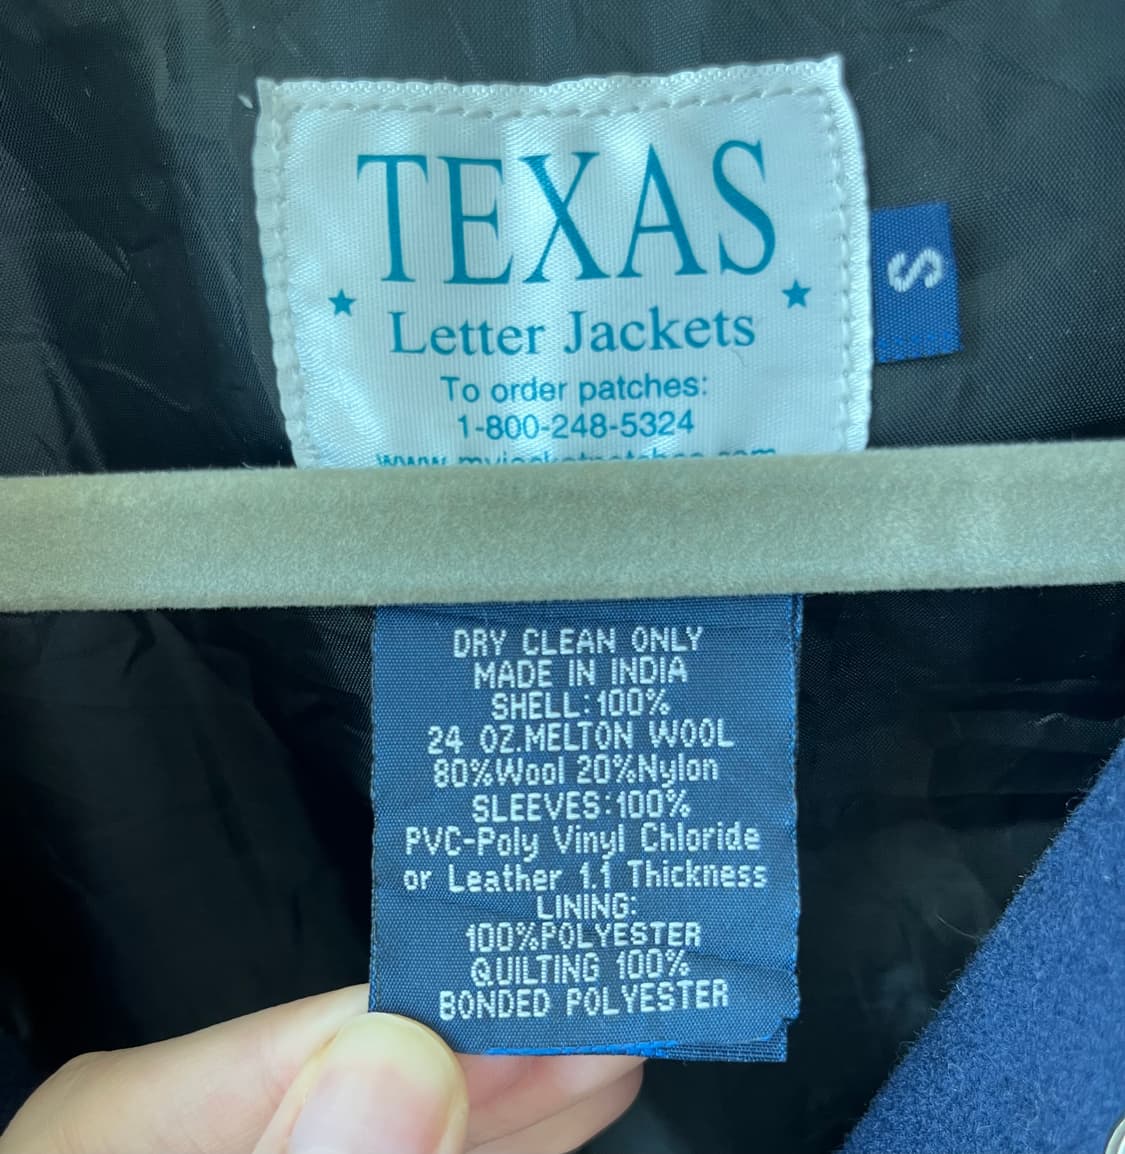 TEXAS
Letter Jackets
To order patches:
1-800-248-5324
S
DRY CLEAN ONLY
MADE IN INDIA
SHELL:100%
24 OZ.MELTON WOOL
80%Wool 20%Nylon
SLEEVES:100%
PVC-Poly Vinyl Chloride
or Leather 1.1 Thickness
LINING:
100%POLYESTER
QUILTING 100%
BONDED POLYESTER